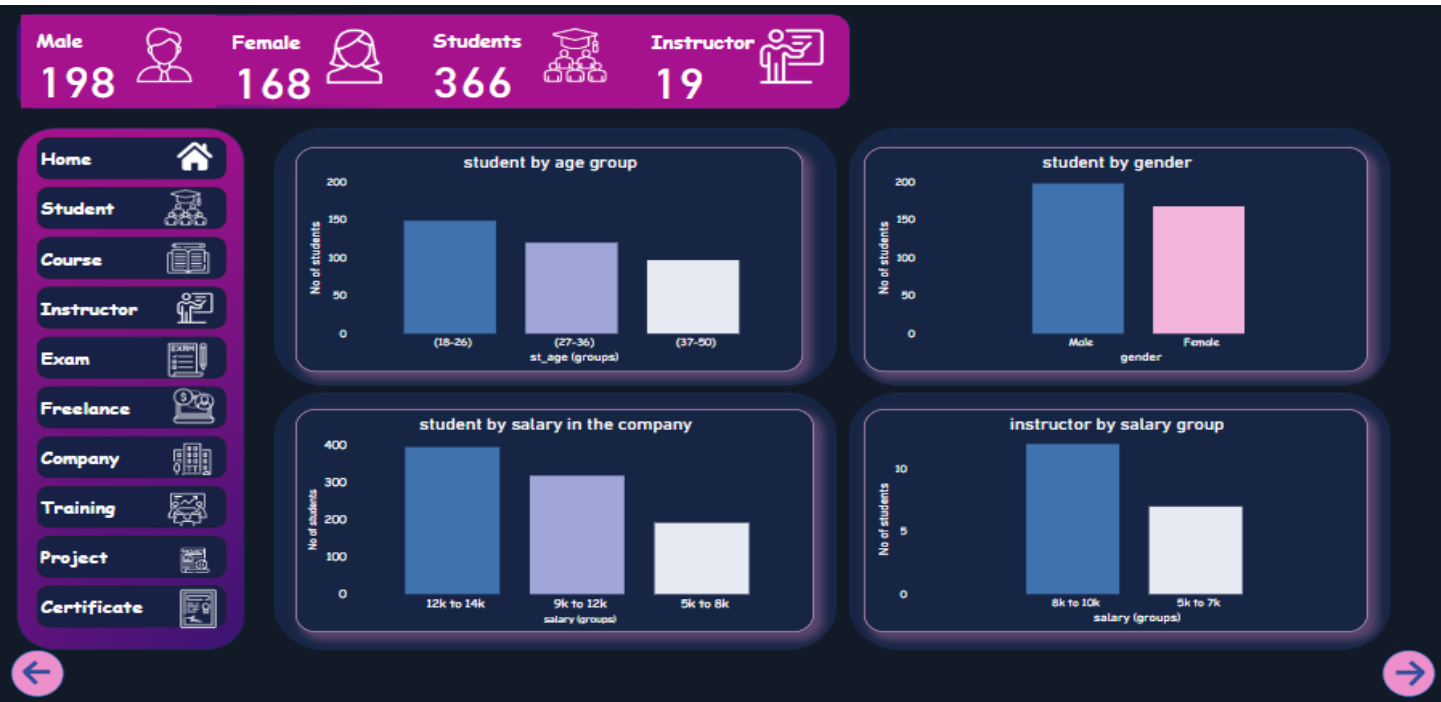 Male
198
Female
168
Students
366
Instructor
19
Home
Student
Course
Instructor
Exam
EXAM
Freelance
Company
Training
Project
Certificate
student by age group
No of students
200
150
100
50
0
(18-26)
(27-36)
(37-50)
st_age (groups)
student by gender
No of students
200
150
100
50
0
Male
Female
gender
student by salary in the company
No of students
400
300
200
100
0
12k to 14k
9k to 12k
5k to 8k
salary (groups)
instructor by salary group
No of students
10
5
0
8k to 10k
5k to 7k
salary (groups)